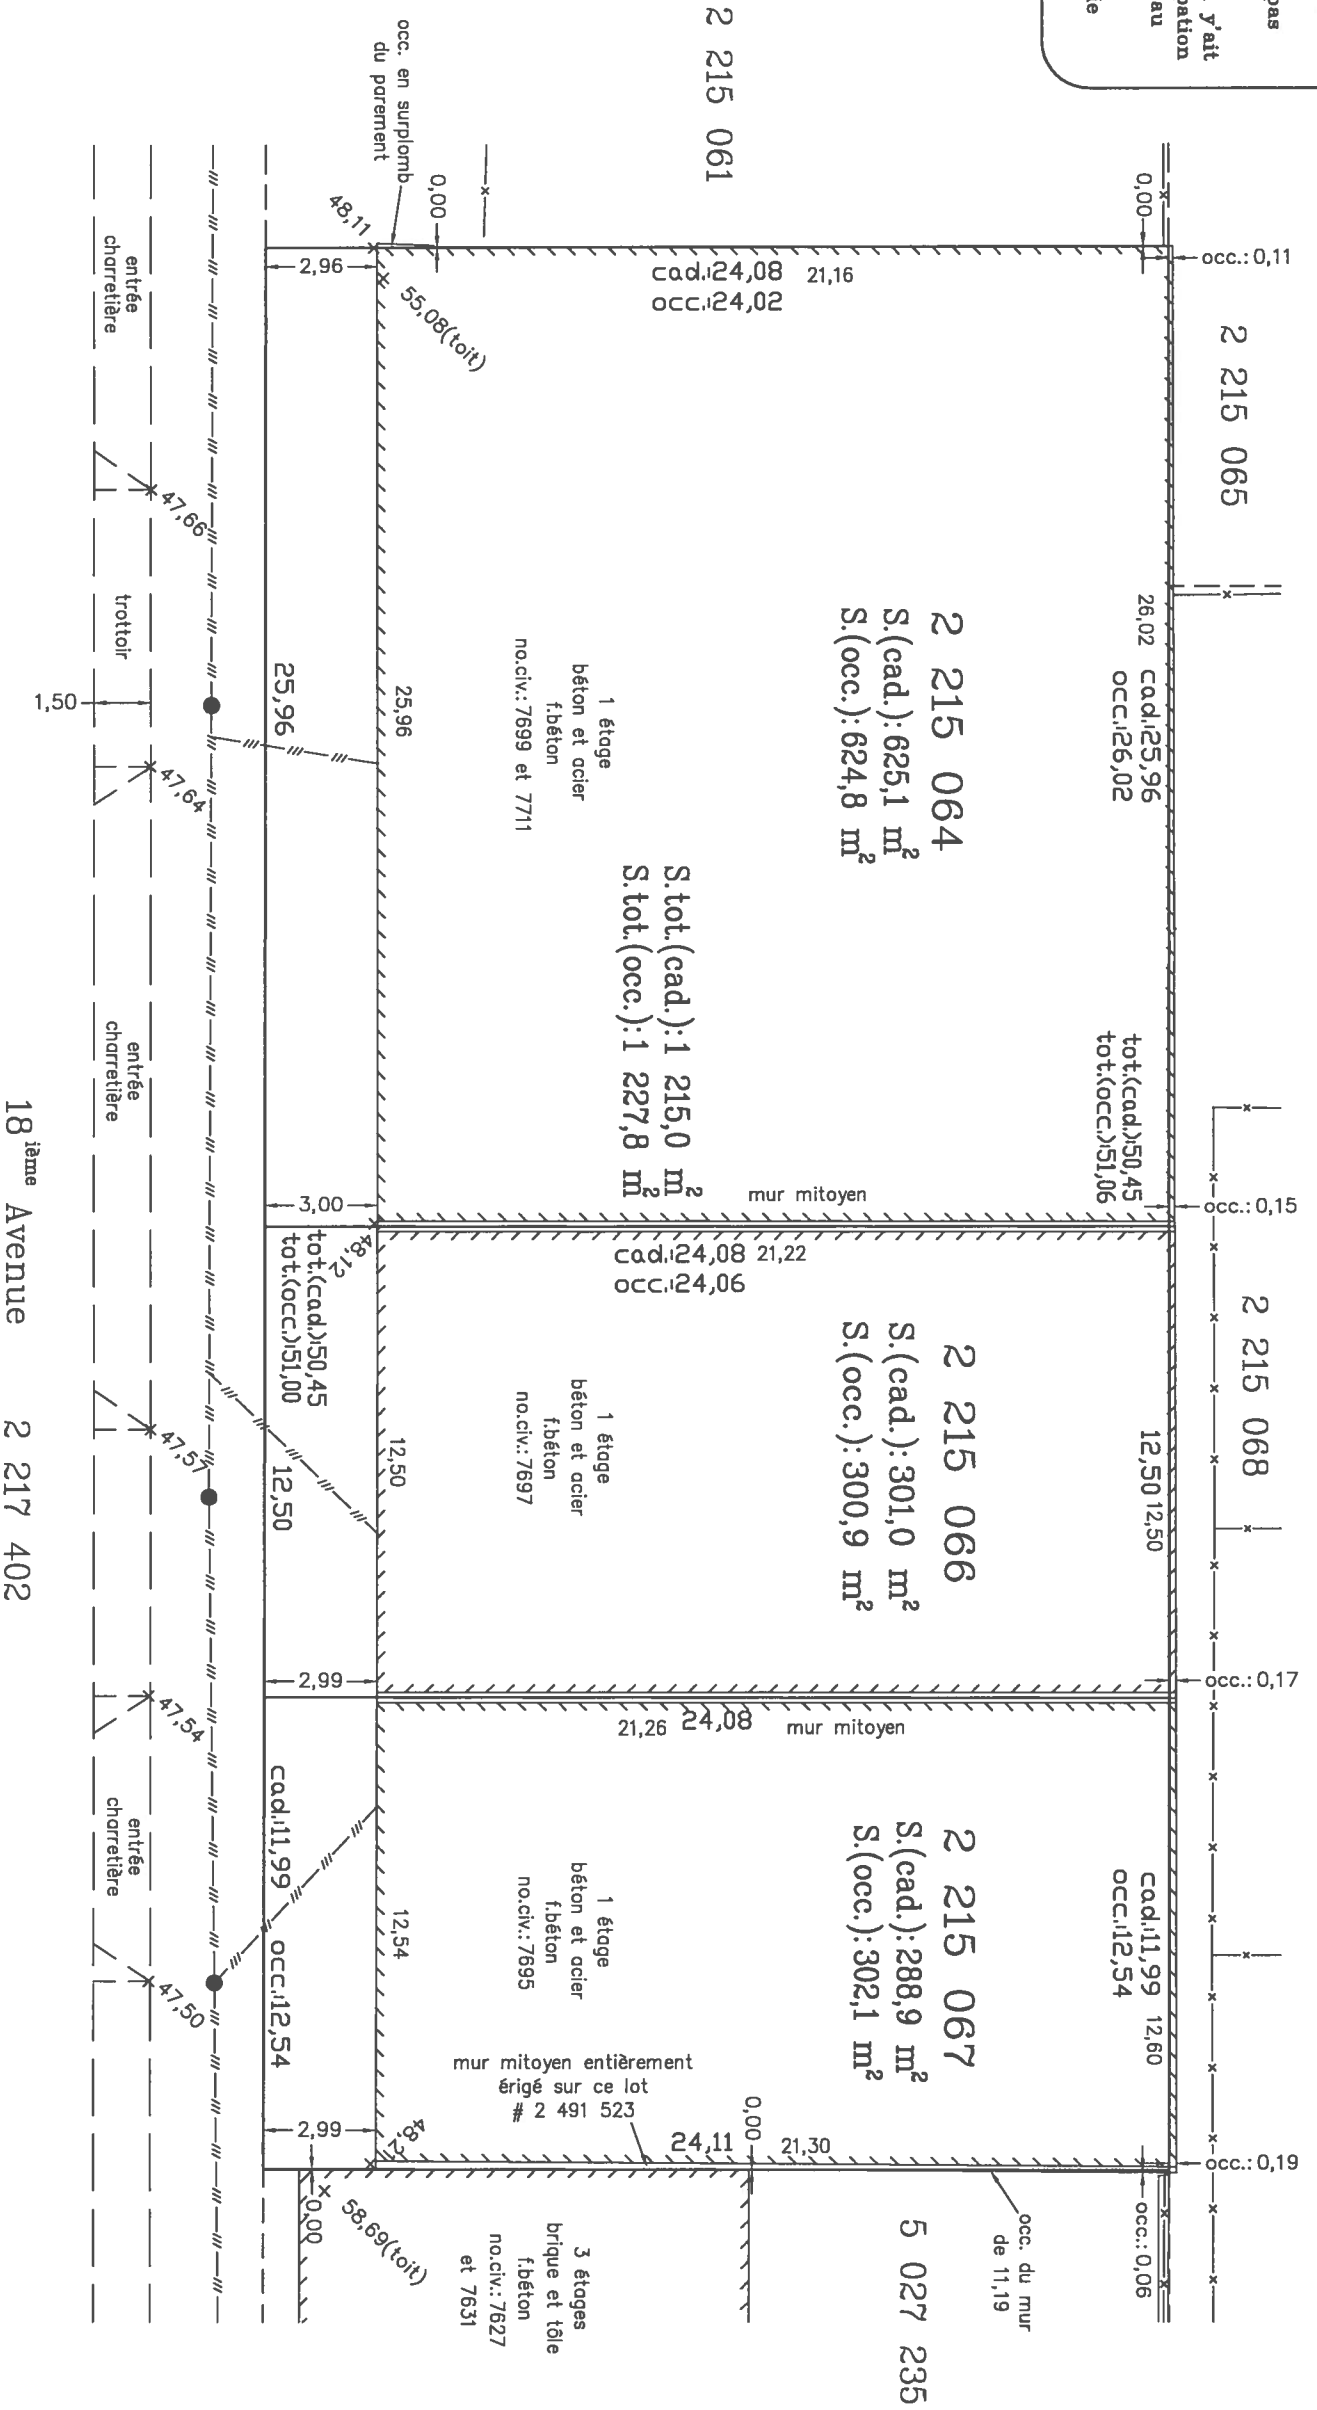 pas
y'ait
pation
au
ie
2 215 061
occ. en surplomb
du parement
0,00
0,00
48,11
55,08(toit)
2,96
cad.:24,08 21,16
occ.:24,02
occ.: 0,11
2 215 065
26,02 cad.:25,96
occ.:26,02
2 215 064
S.(cad.):625,1 m²
S.(occ.):624,8 m²
1 étage
béton et acier
f.béton
no.civ.: 7699 et 7711
S.tot.(cad.):1 215,0 m²
S.tot.(occ.):1 227,8 m²
tot.(cad.):50,45
tot.(occ.):51,06
25,96
25,96
mur mitoyen
occ.: 0,15
3,00
48,12
cad.:24,08 21,22
occ.:24,06
tot.(cad.):50,45
tot.(occ.):51,00
2 215 068
12,50 12,50
2 215 066
S.(cad.):301,0 m²
S.(occ.):300,9 m²
1 étage
béton et acier
f.béton
no.civ.: 7697
12,50
12,50
occ.: 0,17
2,99
21,26 24,08 mur mitoyen
cad.:11,99 12,60
occ.:12,54
2 215 067
S.(cad.):288,9 m²
S.(occ.):302,1 m²
1 étage
béton et acier
f.béton
no.civ.: 7695
12,54
cad.:11,99 occ.:12,54
mur mitoyen entièrement
érigé sur ce lot
# 2 491 523
0,00
24,11 21,30
occ.: 0,19
occ.: 0,06
2,99
48,2
0,00
58,69(toit)
occ. du mur
de 11,19
5 027 235
3 étages
brique et tôle
f.béton
no.civ.: 7627
et 7631
entrée
charretière
47,66
trottoir
1,50
47,64
entrée
charretière
47,57
47,54
entrée
charretière
47,50
18ième Avenue 2 217 402